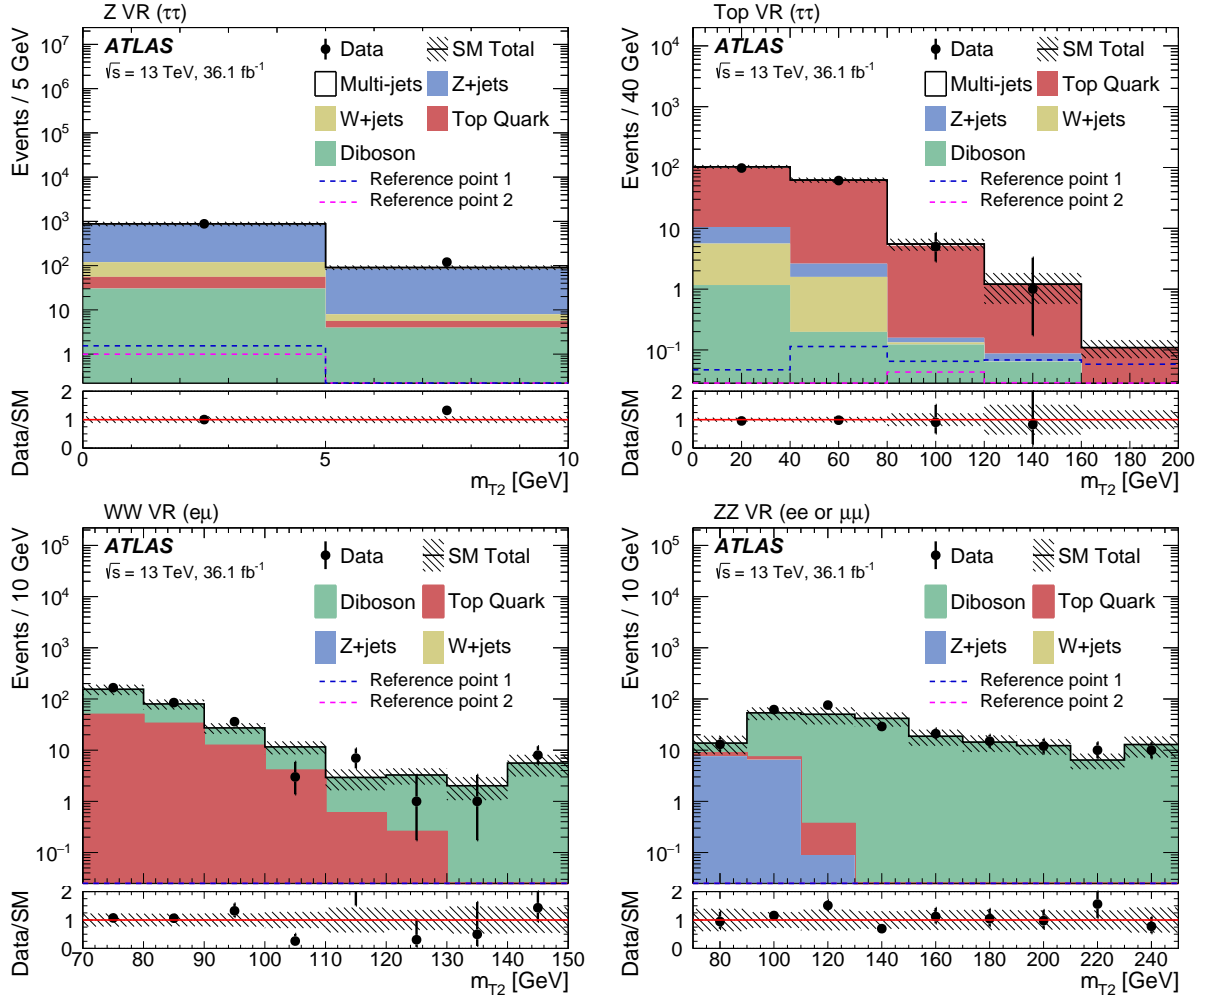 Z VR (ττ)
Events / 5 GeV
10⁷
10⁶
10⁵
10⁴
10³
10²
10
1
ATLAS
√s = 13 TeV, 36.1 fb⁻¹
Data
SM Total
Multi-jets
Z+jets
W+jets
Top Quark
Diboson
Reference point 1
Reference point 2
Data/SM
2
1
0
0 5 10
m_T2 [GeV]
Top VR (ττ)
Events / 40 GeV
10⁴
10³
10²
10
1
10⁻¹
ATLAS
√s = 13 TeV, 36.1 fb⁻¹
Data
SM Total
Multi-jets
Top Quark
Z+jets
W+jets
Diboson
Reference point 1
Reference point 2
Data/SM
2
1
0
0 20 40 60 80 100 120 140 160 180 200
m_T2 [GeV]
WW VR (eμ)
Events / 10 GeV
10⁵
10⁴
10³
10²
10
1
10⁻¹
ATLAS
√s = 13 TeV, 36.1 fb⁻¹
Data
SM Total
Diboson
Top Quark
Z+jets
W+jets
Reference point 1
Reference point 2
Data/SM
2
1
0
70 80 90 100 110 120 130 140 150
m_T2 [GeV]
ZZ VR (ee or μμ)
Events / 10 GeV
10⁵
10⁴
10³
10²
10
1
10⁻¹
ATLAS
√s = 13 TeV, 36.1 fb⁻¹
Data
SM Total
Diboson
Top Quark
Z+jets
W+jets
Reference point 1
Reference point 2
Data/SM
2
1
0
80 100 120 140 160 180 200 220 240
m_T2 [GeV]